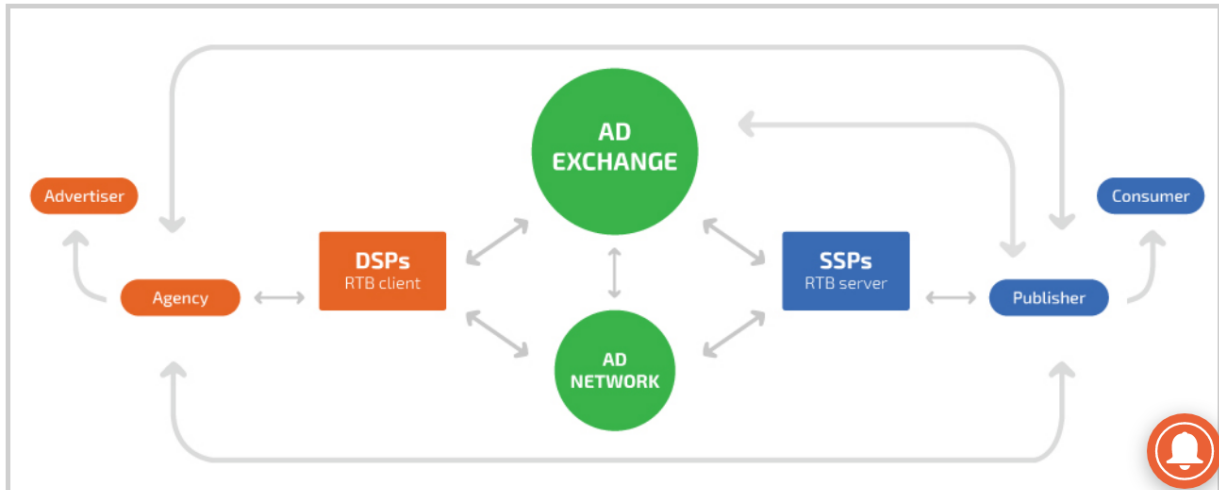 AD
EXCHANGE
Advertiser
Consumer
DSPs
RTB client
SSPs
RTB server
Agency
Publisher
AD
NETWORK